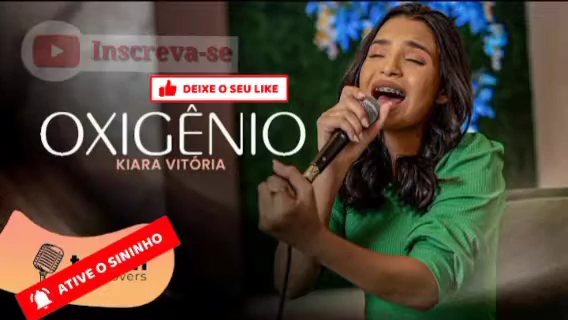 Inscreva-se
DEIXE O SEU LIKE
OXIGÊNIO
KIARA VITÓRIA
ATIVE O SININHO